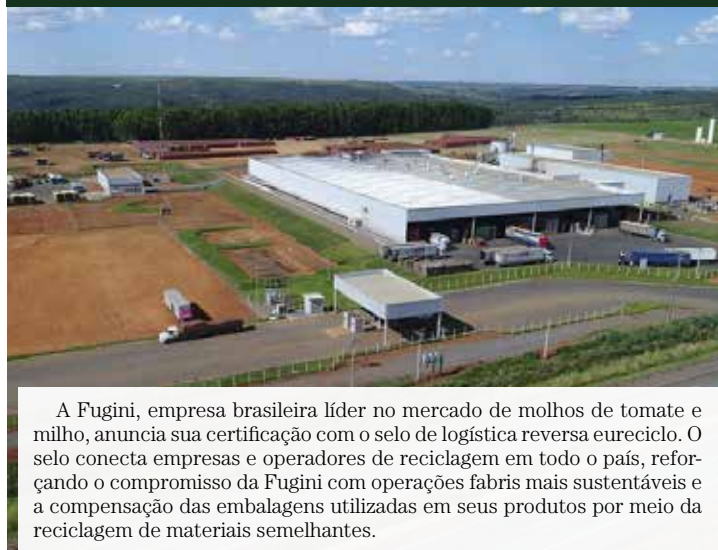 A Fugini, empresa brasileira líder no mercado de molhos de tomate e
milho, anuncia sua certificação com o selo de logística reversa eureciclo. O
selo conecta empresas e operadores de reciclagem em todo o país, refor-
çando o compromisso da Fugini com operações fabris mais sustentáveis e
a compensação das embalagens utilizadas em seus produtos por meio da
reciclagem de materiais semelhantes.